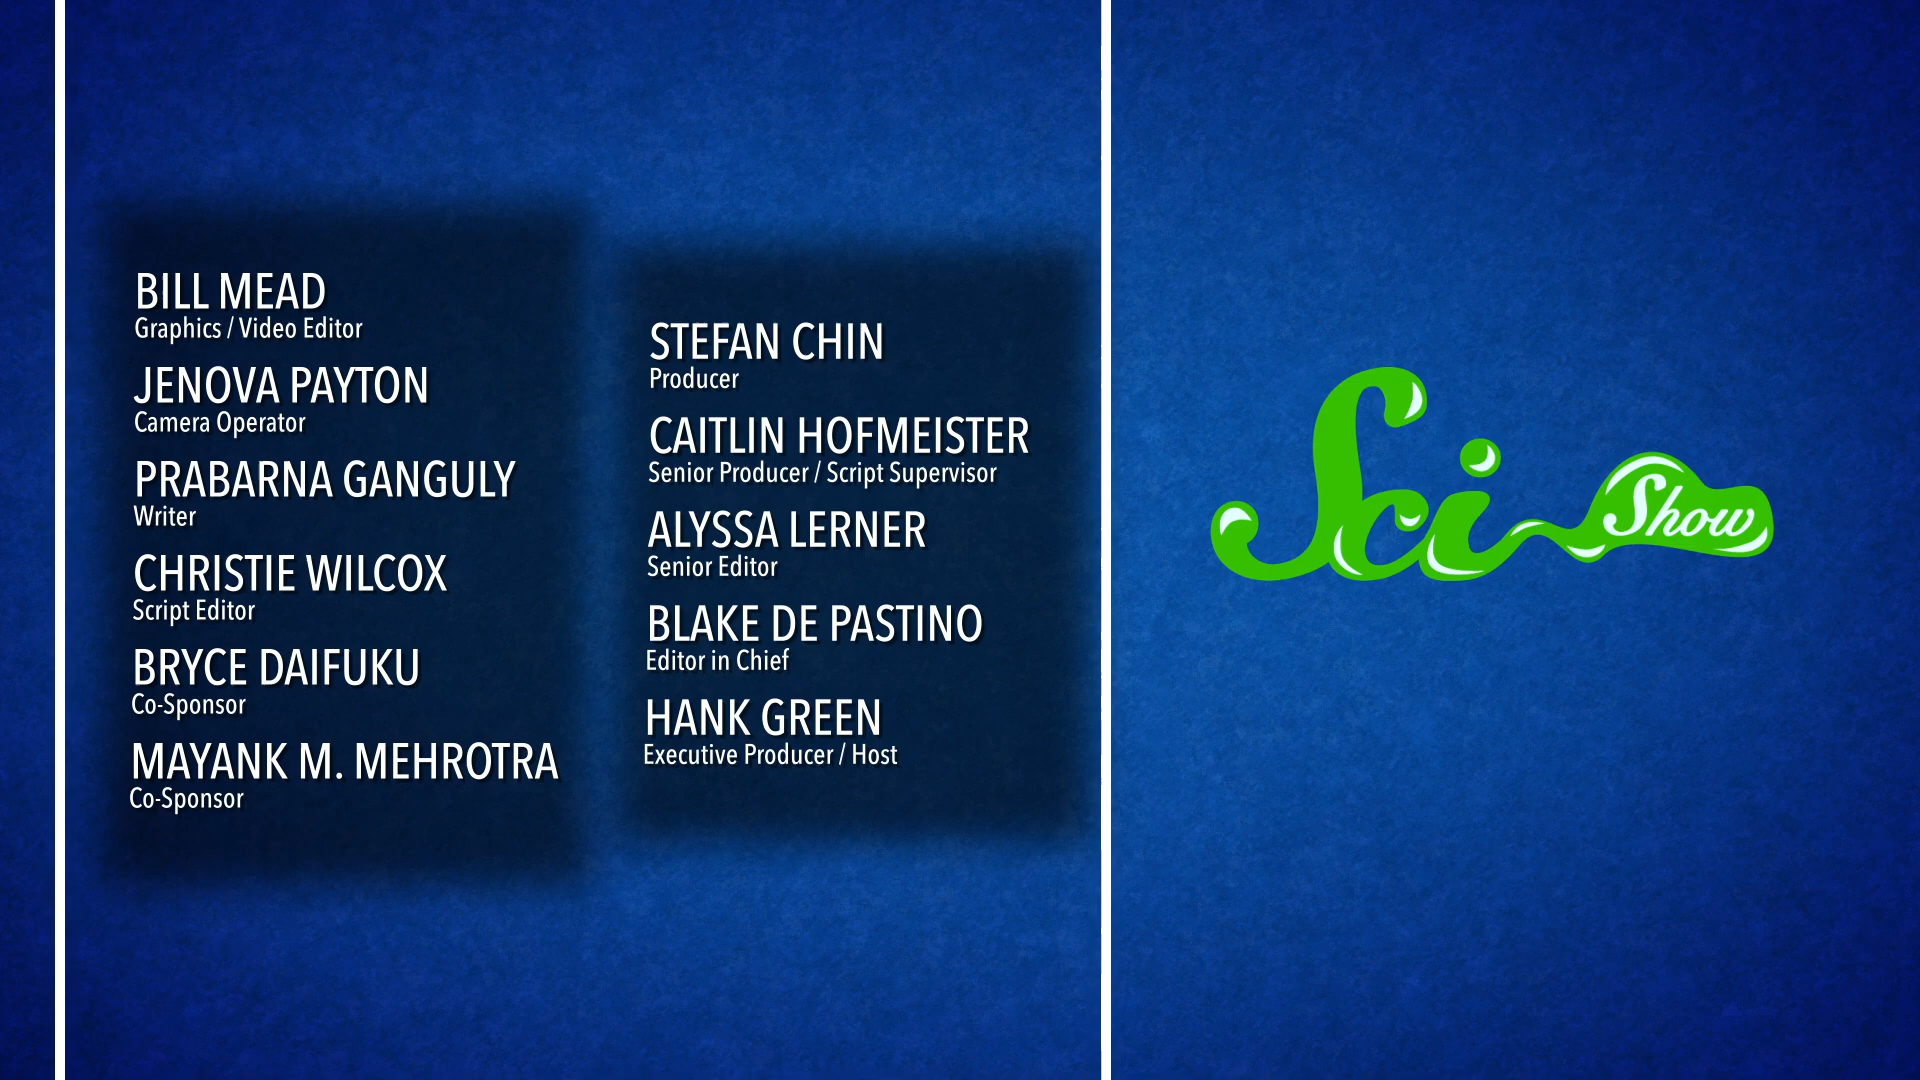 BILL MEAD
Graphics / Video Editor
JENOVA PAYTON
Camera Operator
PRABARNA GANGULY
Writer
CHRISTIE WILCOX
Script Editor
BRYCE DAIFUKU
Co-Sponsor
MAYANK M. MEHROTRA
Co-Sponsor
STEFAN CHIN
Producer
CAITLIN HOFMEISTER
Senior Producer / Script Supervisor
ALYSSA LERNER
Senior Editor
BLAKE DE PASTINO
Editor in Chief
HANK GREEN
Executive Producer / Host
Sci Show